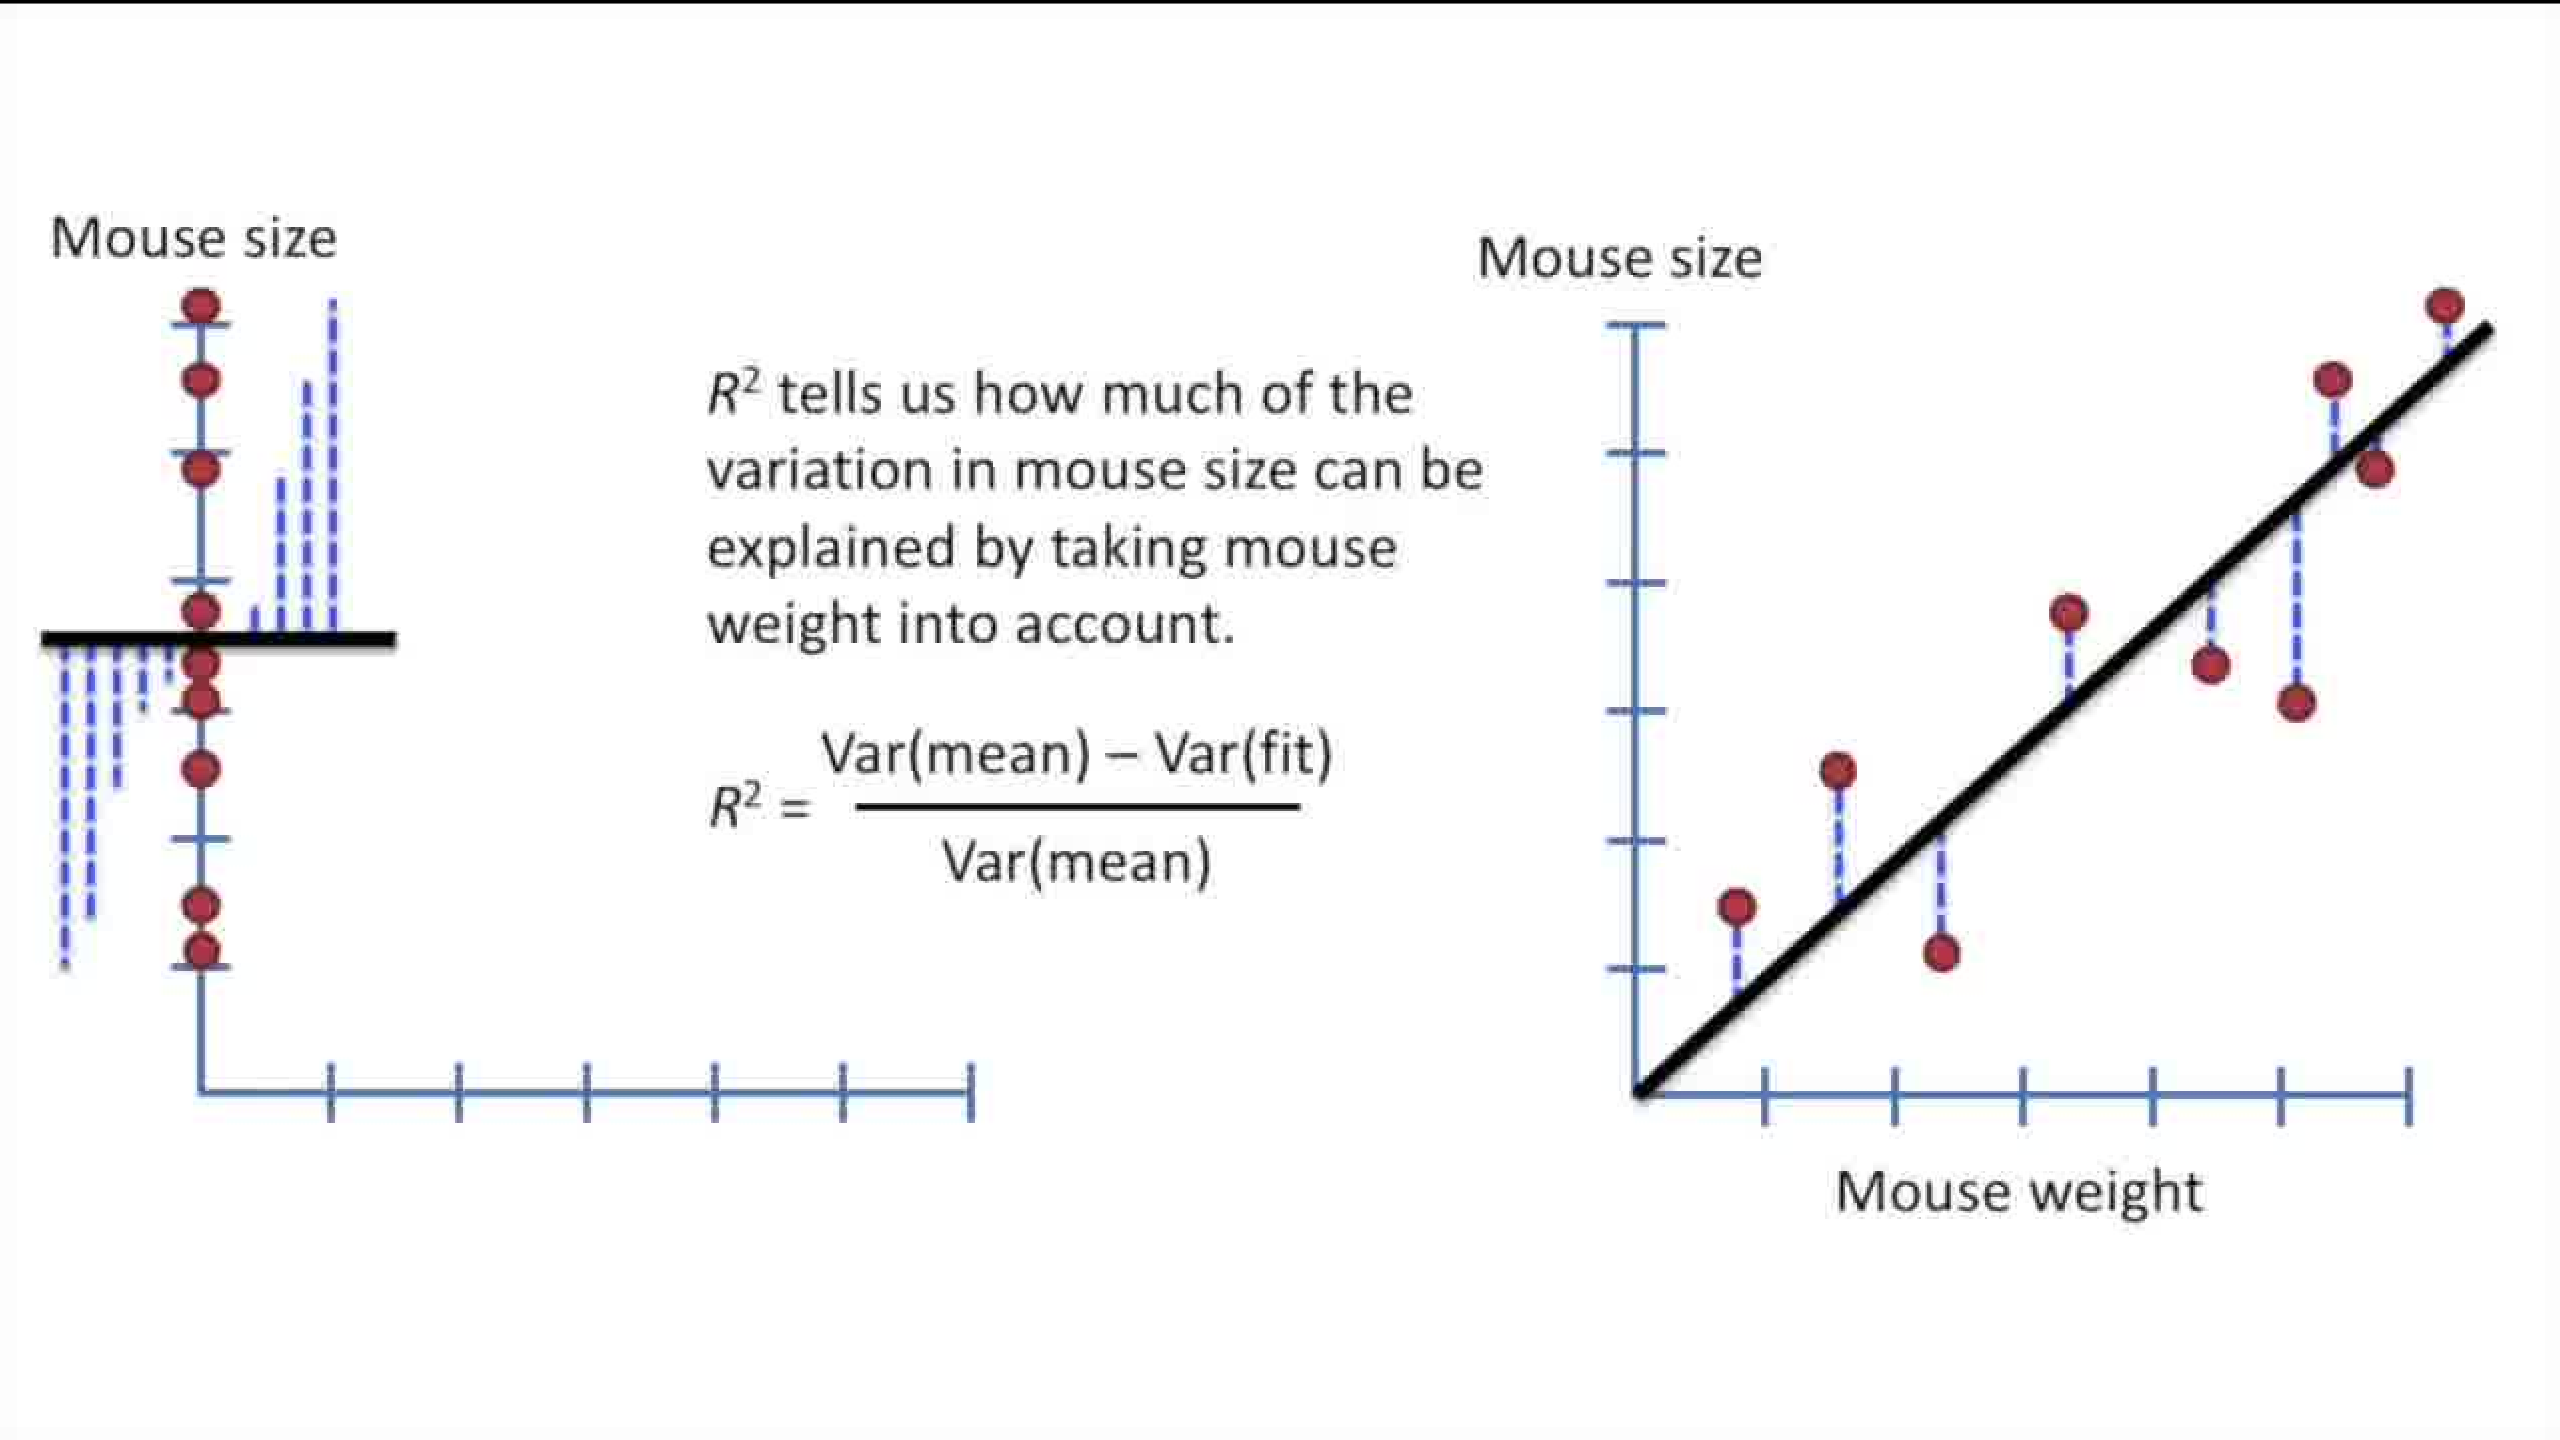 Mouse size
R² tells us how much of the
variation in mouse size can be
explained by taking mouse
weight into account.
Var(mean) – Var(fit)
R² =
Var(mean)
Mouse size
Mouse weight